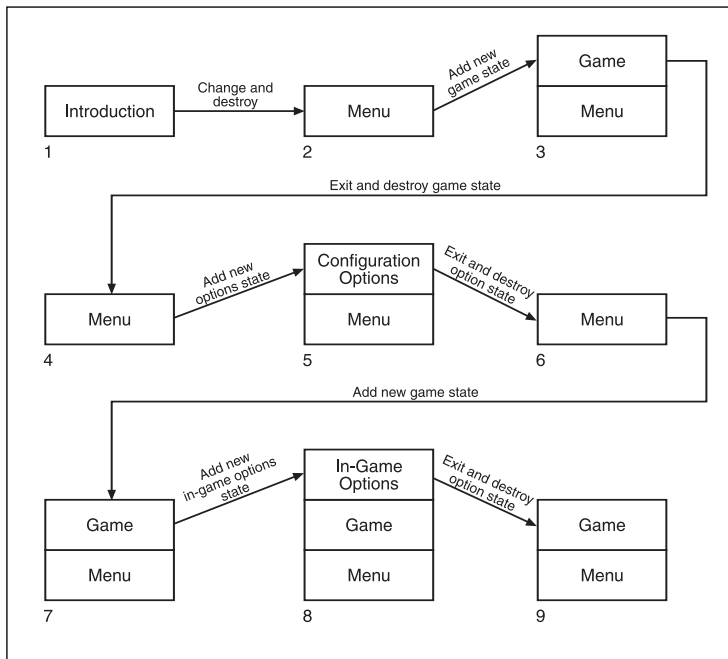 Introduction
1
Change and
destroy
Menu
2
Add new
game state
Game
Menu
3
Exit and destroy game state
Menu
4
Add new
options state
Configuration
Options
Menu
5
Exit and destroy
option state
Menu
6
Add new game state
Game
Menu
7
Add new
in-game options
state
In-Game
Options
Game
Menu
8
Exit and destroy
option state
Game
Menu
9